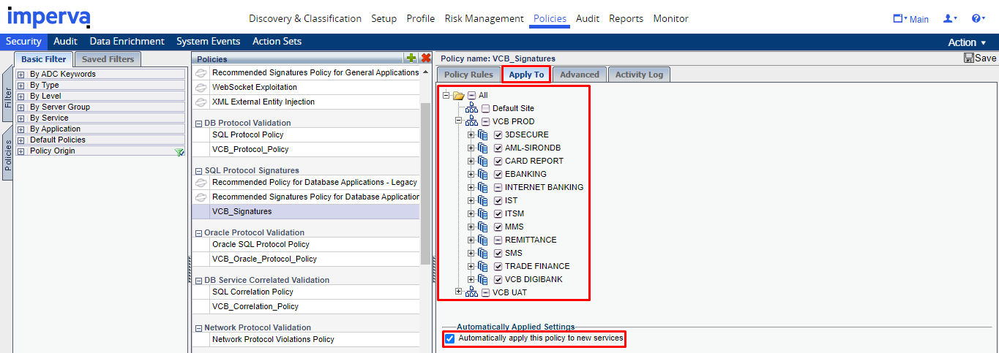 imperva
Discovery & Classification Setup Profile Risk Management Policies Audit Reports Monitor
Main
Security Audit Data Enrichment System Events Action Sets
Action
Filter
Policies
Basic Filter Saved Filters
By ADC Keywords
By Type
By Level
By Server Group
By Service
By Application
Default Policies
Policy Origin
Policies
Recommended Signatures Policy for General Applications
WebSocket Exploitation
XML External Entity Injection
DB Protocol Validation
SQL Protocol Policy
VCB_Protocol_Policy
SQL Protocol Signatures
Recommended Policy for Database Applications - Legacy
Recommended Signatures Policy for Database Application
VCB_Signatures
Oracle Protocol Validation
Oracle SQL Protocol Policy
VCB_Oracle_Protocol_Policy
DB Service Correlated Validation
SQL Correlation Policy
VCB_Correlation_Policy
Network Protocol Validation
Network Protocol Violations Policy
Policy name: VCB_Signatures
Save
Policy Rules Apply To Advanced Activity Log
All
Default Site
VCB PROD
3DSECURE
AML-SIRONDB
CARD REPORT
EBANKING
INTERNET BANKING
IST
ITSM
MMS
REMITTANCE
SMS
TRADE FINANCE
VCB DIGIBANK
VCB UAT
Automatically Applied Settings
Automatically apply this policy to new services